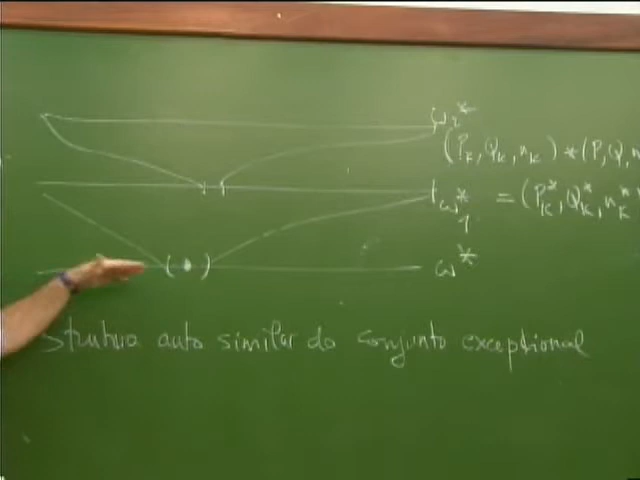 ω₂*
(P_k, Q_k, n_k) * (P, Q, n
ω₁* = (P_k*, Q_k*, n_k*
( • ) ω*
strutura auto similar do conjunto excepcional